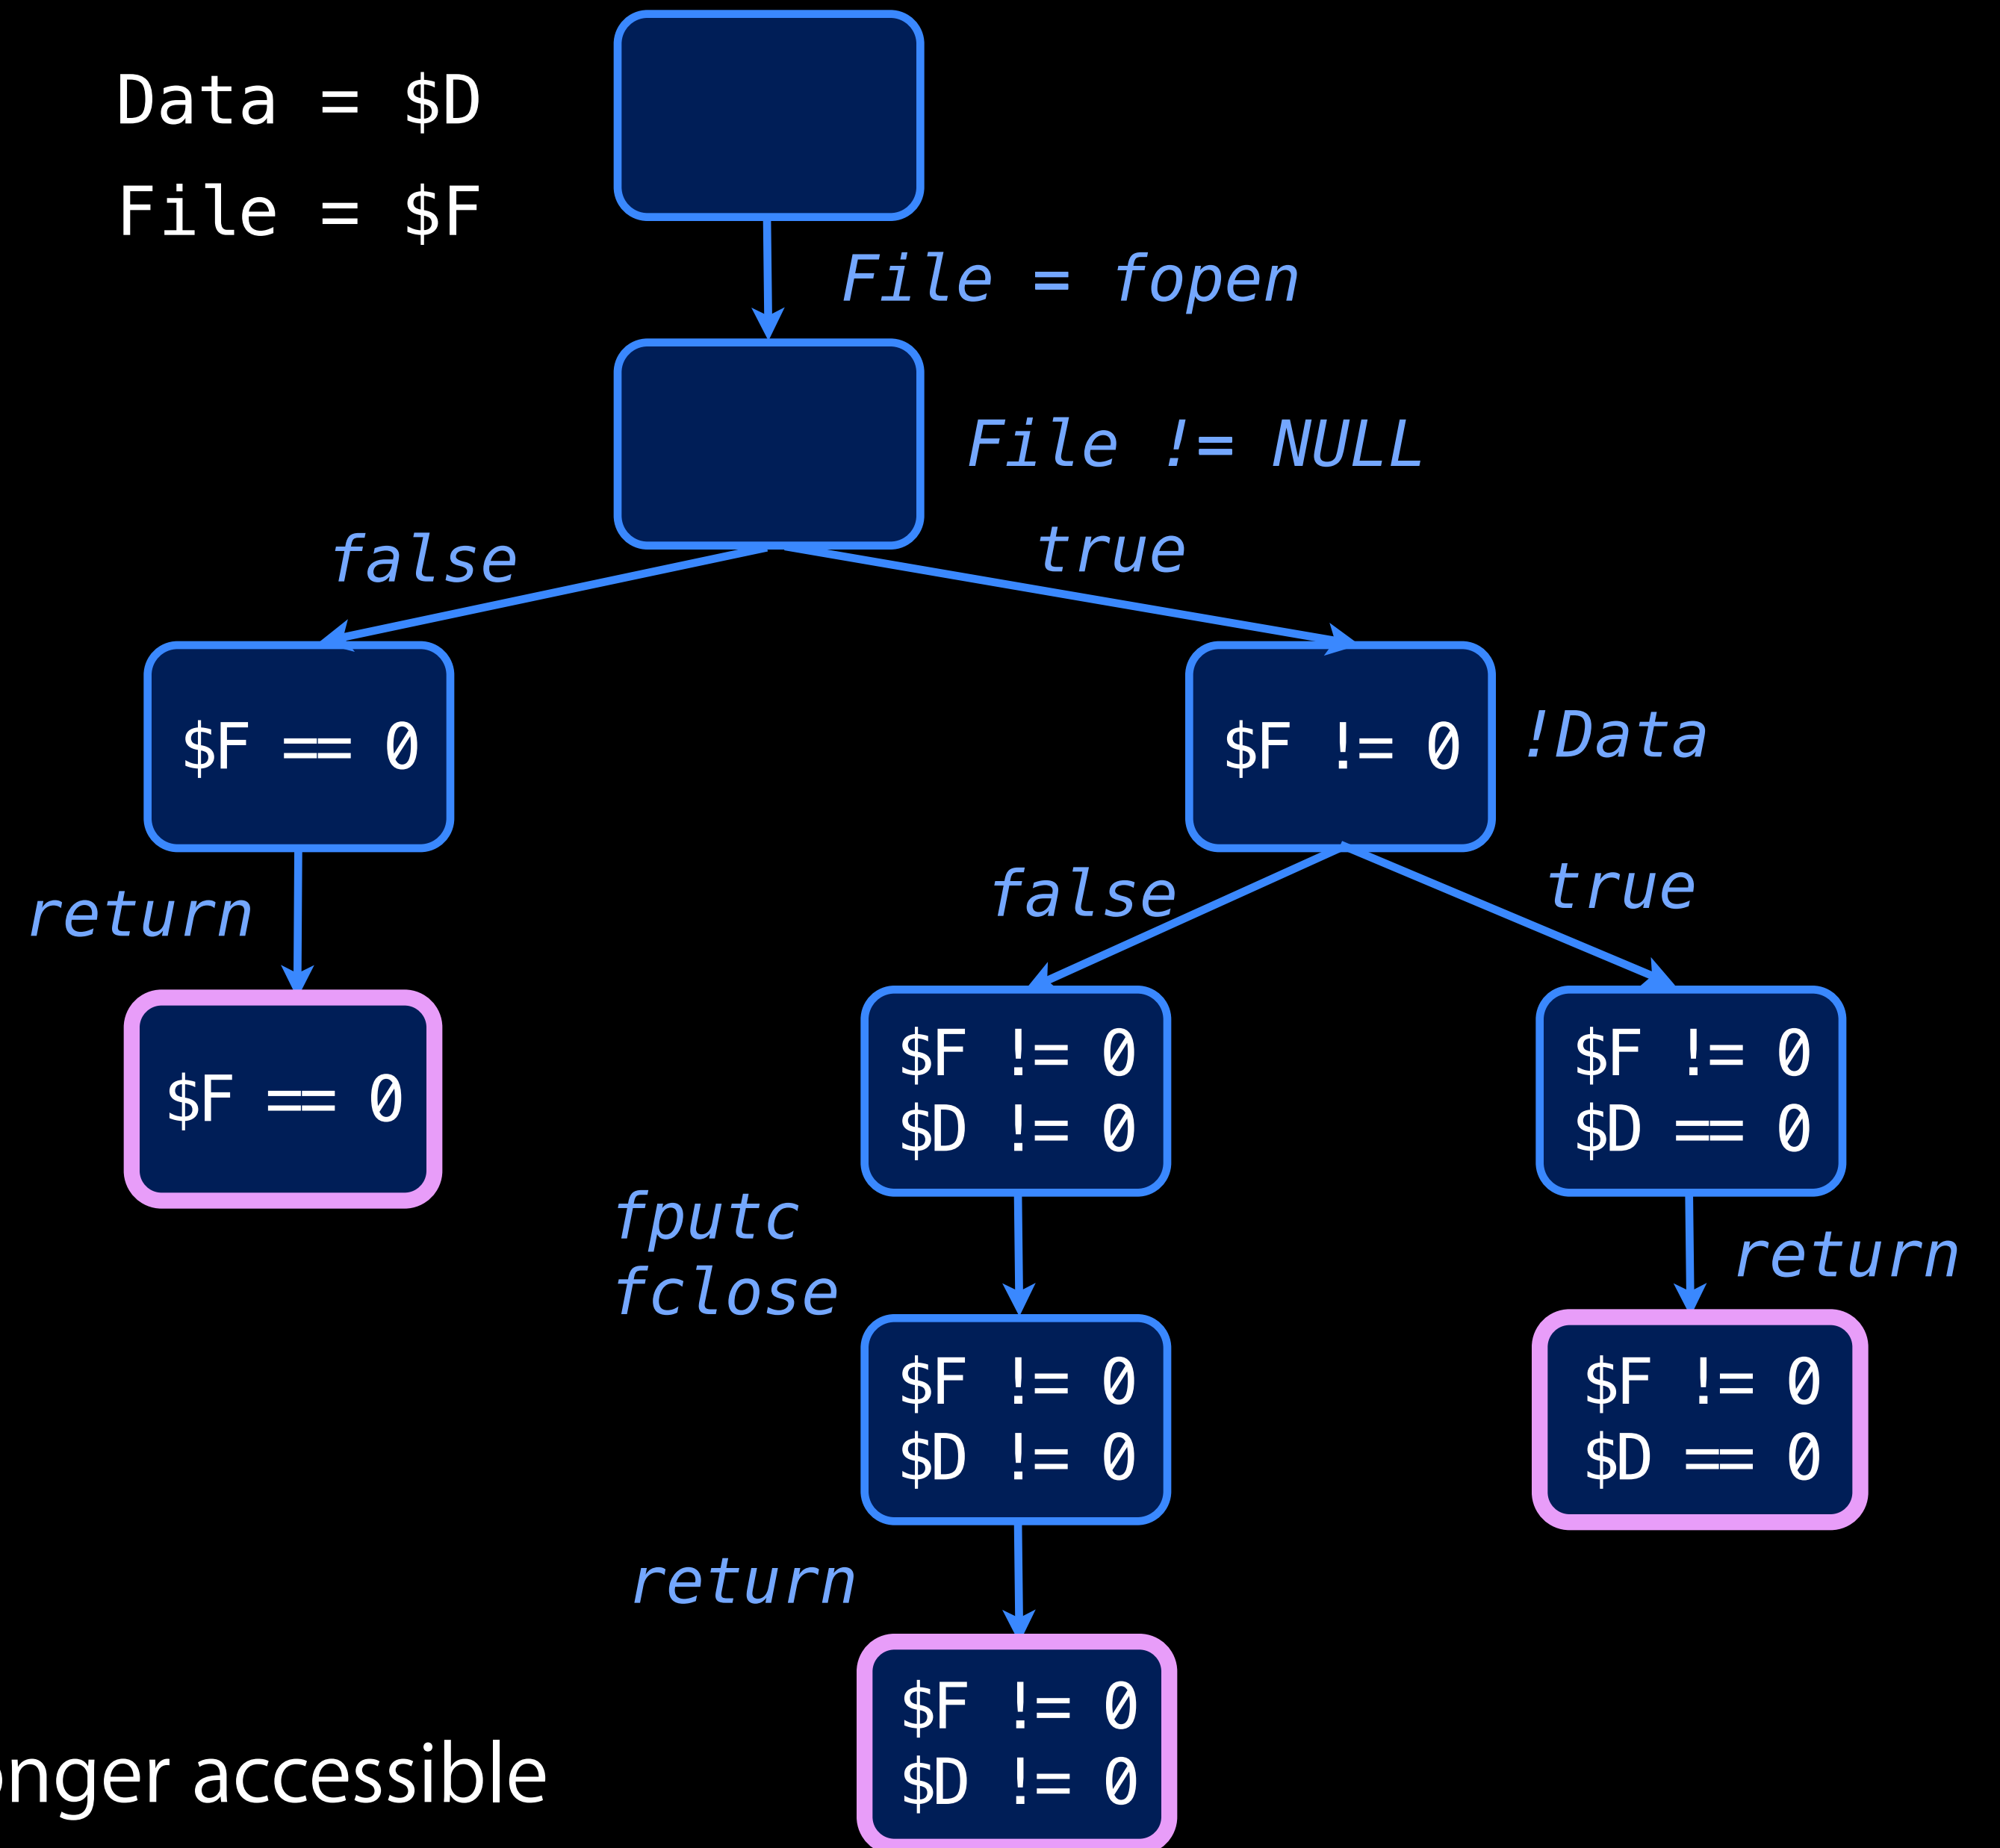 Data = $D
File = $F
File = fopen
File != NULL
false
true
$F == 0
$F != 0
!Data
return
false
true
$F == 0
$F != 0
$D != 0
$F != 0
$D == 0
fputc
fclose
return
$F != 0
$D != 0
$F != 0
$D == 0
return
$F != 0
$D != 0
nger accessible